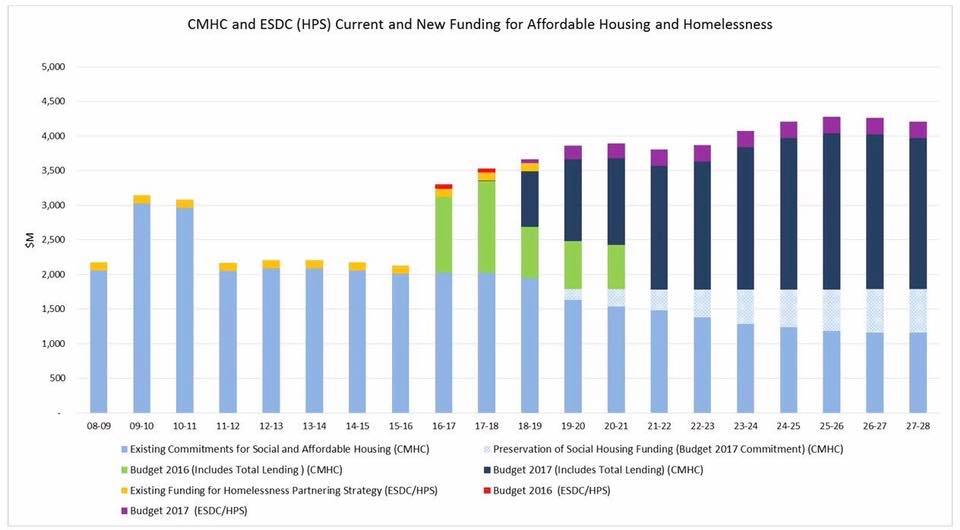 CMHC and ESDC (HPS) Current and New Funding for Affordable Housing and Homelessness
5,000
4,500
4,000
3,500
3,000
2,500
2,000
1,500
1,000
500
-
$M
08-09 09-10 10-11 11-12 12-13 13-14 14-15 15-16 16-17 17-18 18-19 19-20 20-21 21-22 22-23 23-24 24-25 25-26 26-27 27-28
Existing Commitments for Social and Affordable Housing (CMHC) Preservation of Social Housing Funding (Budget 2017 Commitment) (CMHC)
Budget 2016 (Includes Total Lending ) (CMHC) Budget 2017 (Includes Total Lending) (CMHC)
Existing Funding for Homelessness Partnering Strategy (ESDC/HPS) Budget 2016 (ESDC/HPS)
Budget 2017 (ESDC/HPS)